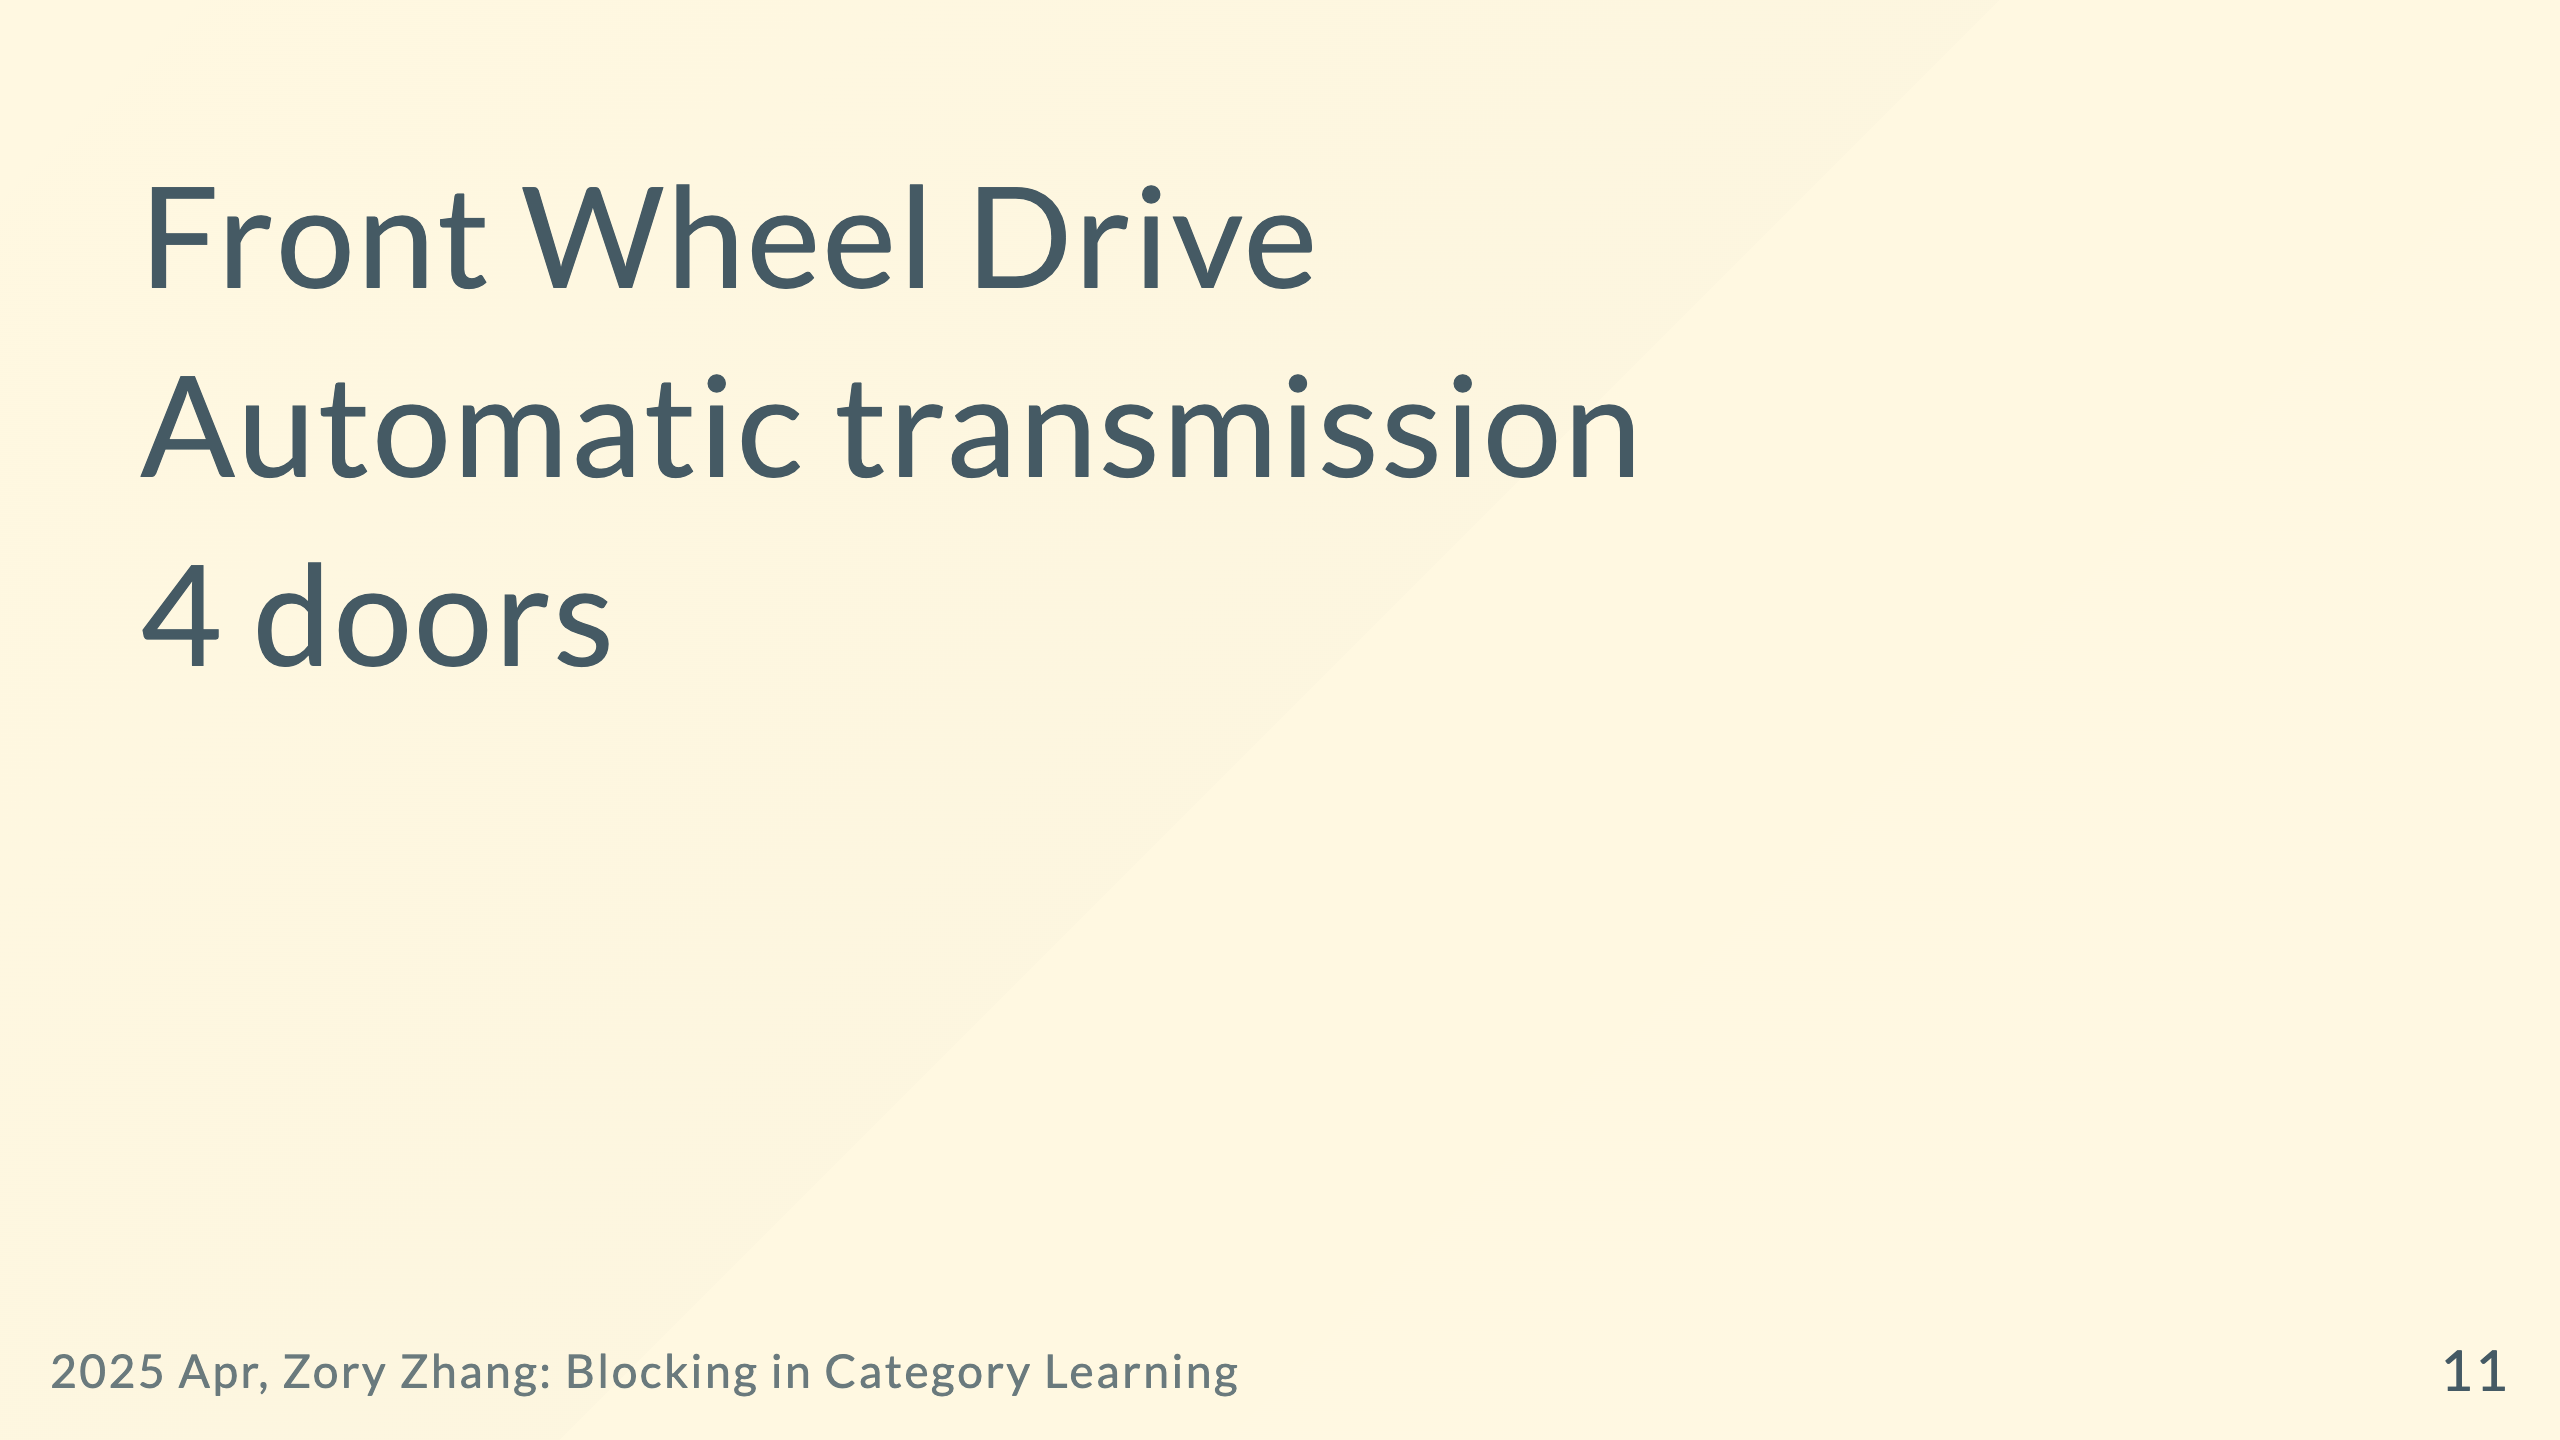 Front Wheel Drive
Automatic transmission
4 doors
2025 Apr, Zory Zhang: Blocking in Category Learning
11